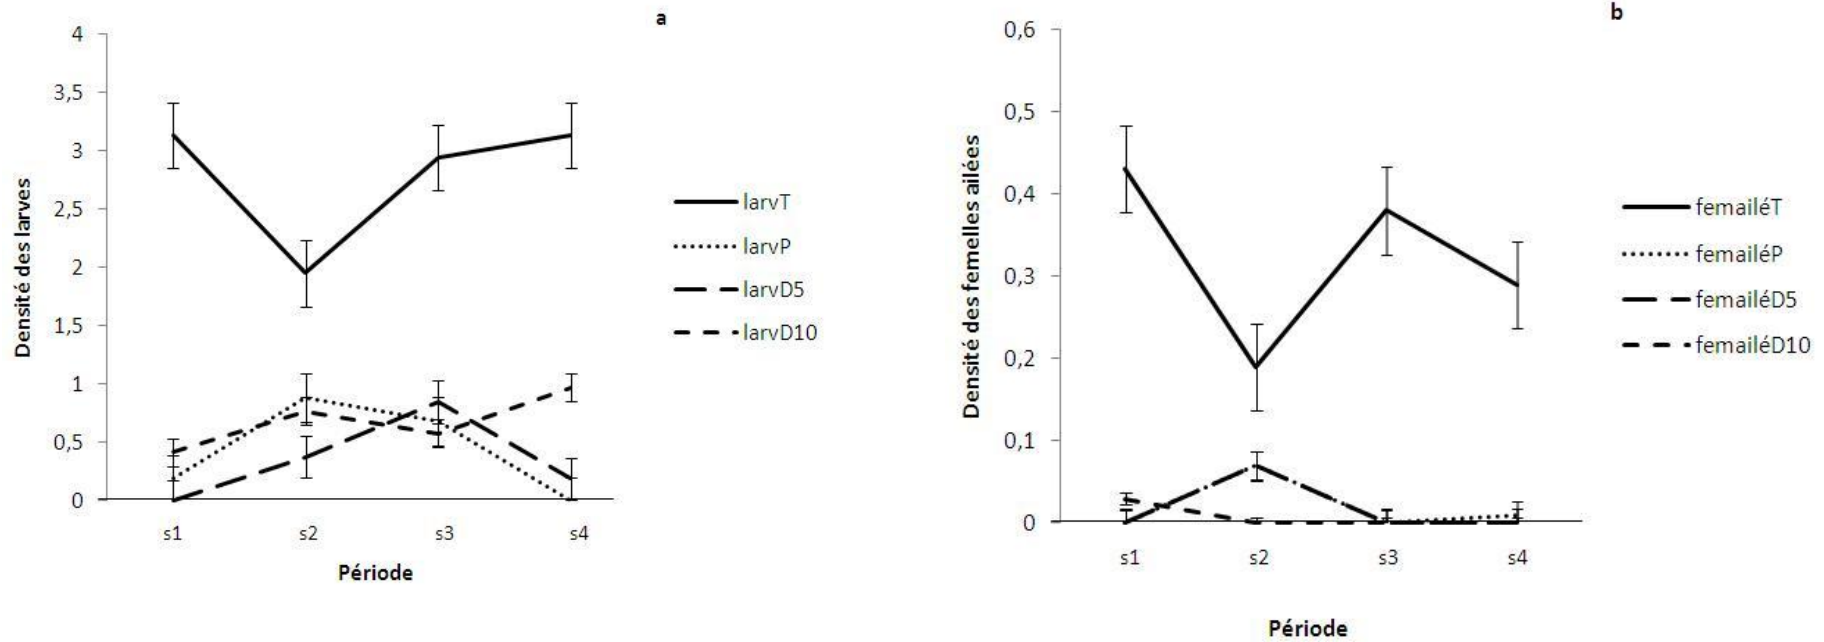 a
4
3,5
3
2,5
2
1,5
1
0,5
0
Densité des larves
s1 s2 s3 s4
Période
larvT
larvP
larvD5
larvD10
b
0,6
0,5
0,4
0,3
0,2
0,1
0
Densité des femelles ailées
s1 s2 s3 s4
Période
femailéT
femailéP
femailéD5
femailéD10